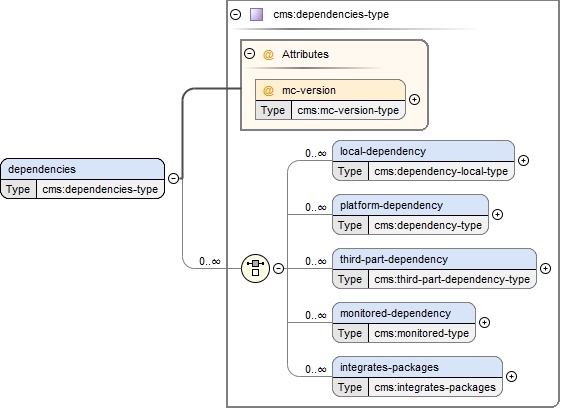 cms:dependencies-type
@ Attributes
@ mc-version
Type cms:mc-version-type
dependencies
Type cms:dependencies-type
0..∞
0..∞ local-dependency
Type cms:dependency-local-type
0..∞ platform-dependency
Type cms:dependency-type
0..∞ third-part-dependency
Type cms:third-part-dependency-type
0..∞ monitored-dependency
Type cms:monitored-type
0..∞ integrates-packages
Type cms:integrates-packages